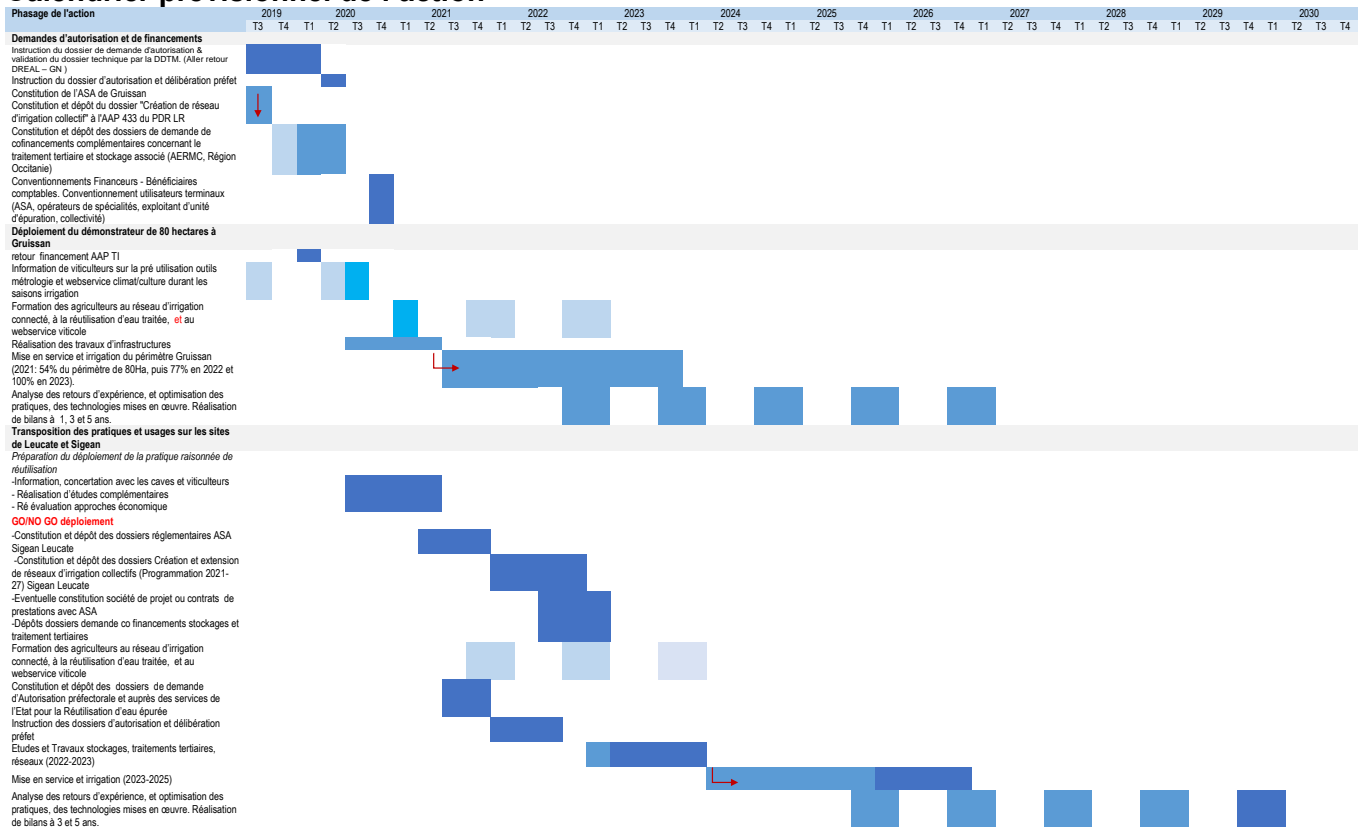 Calendrier prévisionnel de l'action
Phasage de l'action 2019 2020 2021 2022 2023 2024 2025 2026 2027 2028 2029 2030
T3 T4 T1 T2 T3 T4 T1 T2 T3 T4 T1 T2 T3 T4 T1 T2 T3 T4 T1 T2 T3 T4 T1 T2 T3 T4 T1 T2 T3 T4 T1 T2 T3 T4 T1 T2 T3 T4 T1 T2 T3 T4 T1 T2 T3 T4
Demandes d'autorisation et de financements
Instruction du dossier de demande d'autorisation &
validation du dossier technique par la DDTM. (Aller retour
DREAL – GN )
Instruction du dossier d'autorisation et délibération préfet
Constitution de l'ASA de Gruissan
Constitution et dépôt du dossier "Création de réseau
d'irrigation collectif" à l'AAP 433 du PDR LR
Constitution et dépôt des dossiers de demande de
cofinancements complémentaires concernant le
traitement tertiaire et stockage associé (AERMC, Région
Occitanie)
Conventionnements Financeurs - Bénéficiaires
comptables. Conventionnement utilisateurs terminaux
(ASA, opérateurs de spécialités, exploitant d'unité
d'épuration, collectivité)
Déploiement du démonstrateur de 80 hectares à
Gruissan
retour financement AAP TI
Information de viticulteurs sur la pré utilisation outils
métrologie et webservice climat/culture durant les
saisons irrigation
Formation des agriculteurs au réseau d'irrigation
connecté, à la réutilisation d'eau traitée, et au
webservice viticole
Réalisation des travaux d'infrastructures
Mise en service et irrigation du périmètre Gruissan
(2021: 54% du périmètre de 80Ha, puis 77% en 2022 et
100% en 2023).
Analyse des retours d'expérience, et optimisation des
pratiques, des technologies mises en œuvre. Réalisation
de bilans à 1, 3 et 5 ans.
Transposition des pratiques et usages sur les sites
de Leucate et Sigean
Préparation du déploiement de la pratique raisonnée de
réutilisation
-Information, concertation avec les caves et viticulteurs
- Réalisation d'études complémentaires
- Ré évaluation approches économique
GO/NO GO déploiement
-Constitution et dépôt des dossiers réglementaires ASA
Sigean Leucate
-Constitution et dépôt des dossiers Création et extension
de réseaux d'irrigation collectifs (Programmation 2021-
27) Sigean Leucate
-Eventuelle constitution société de projet ou contrats de
prestations avec ASA
-Dépôts dossiers demande co financements stockages et
traitement tertiaires
Formation des agriculteurs au réseau d'irrigation
connecté, à la réutilisation d'eau traitée, et au
webservice viticole
Constitution et dépôt des dossiers de demande
d'Autorisation préfectorale et auprès des services de
l'Etat pour la Réutilisation d'eau épurée
Instruction des dossiers d'autorisation et délibération
préfet
Etudes et Travaux stockages, traitements tertiaires,
réseaux (2022-2023)
Mise en service et irrigation (2023-2025)
Analyse des retours d'expérience, et optimisation des
pratiques, des technologies mises en œuvre. Réalisation
de bilans à 3 et 5 ans.